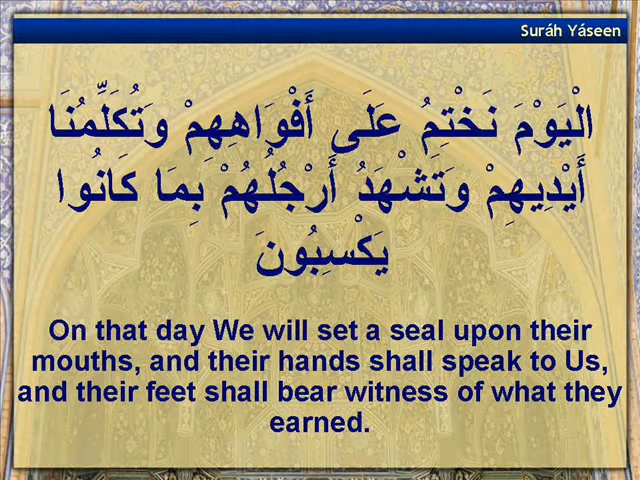 Suráh Yáseen
الْيَوْمَ نَخْتِمُ عَلَى أَفْوَاهِهِمْ وَتُكَلِّمُنَا
أَيْدِيهِمْ وَتَشْهَدُ أَرْجُلُهُمْ بِمَا كَانُوا
يَكْسِبُونَ
On that day We will set a seal upon their
mouths, and their hands shall speak to Us,
and their feet shall bear witness of what they
earned.